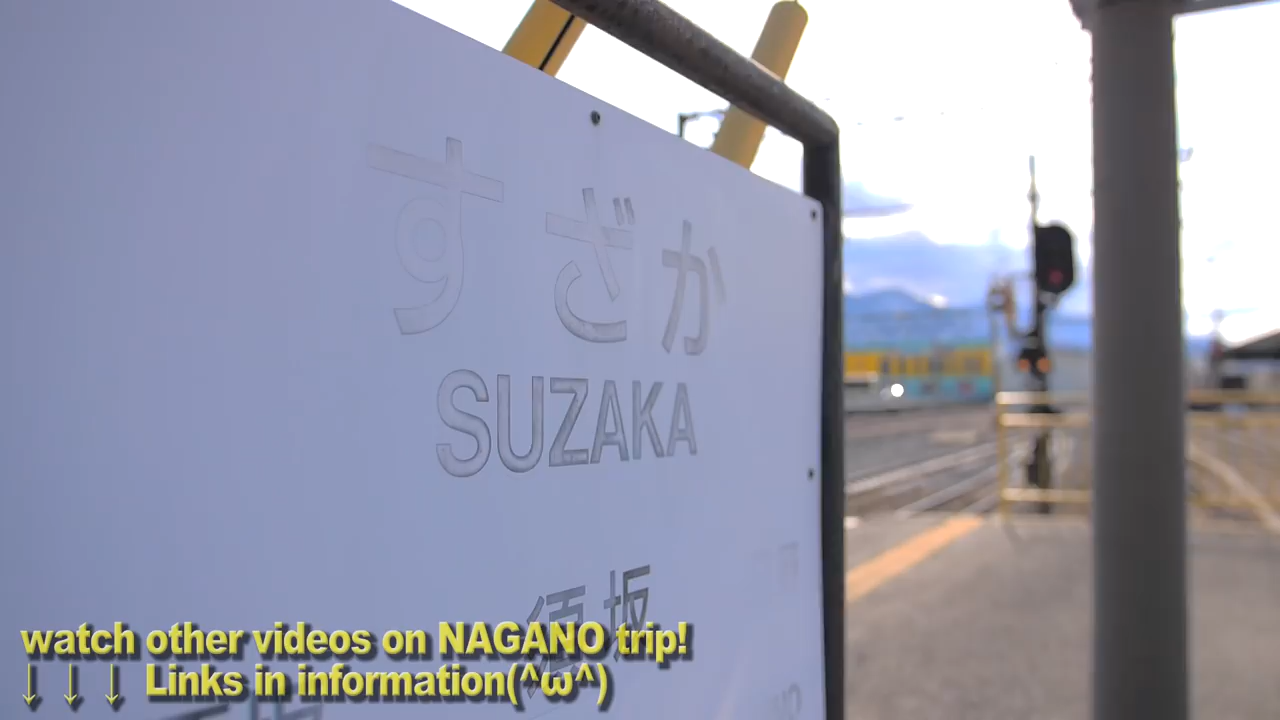 すざか
SUZAKA
須坂
watch other videos on NAGANO trip!
↓ ↓ ↓ Links in information(^ω^)